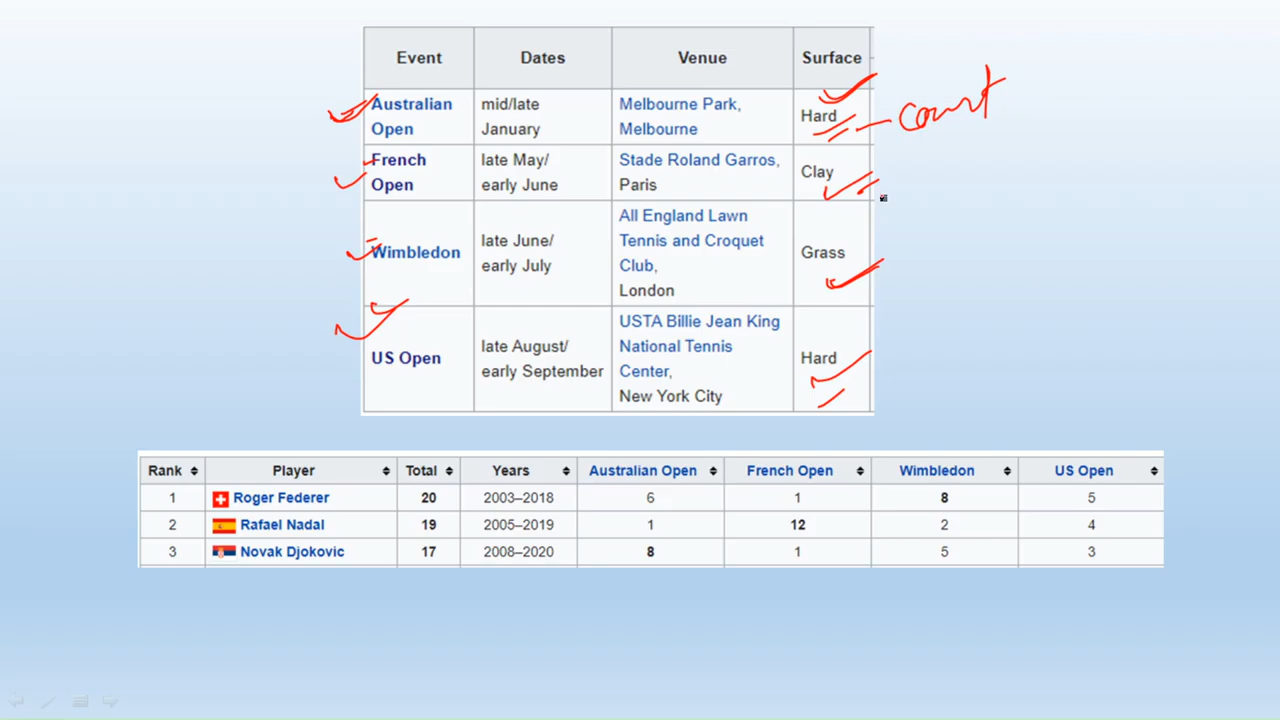 Event Dates Venue Surface
Australian Open mid/late January Melbourne Park, Melbourne Hard court
French Open late May/ early June Stade Roland Garros, Paris Clay
Wimbledon late June/ early July All England Lawn Tennis and Croquet Club, London Grass
US Open late August/ early September USTA Billie Jean King National Tennis Center, New York City Hard
Rank Player Total Years Australian Open French Open Wimbledon US Open
1 Roger Federer 20 2003–2018 6 1 8 5
2 Rafael Nadal 19 2005–2019 1 12 2 4
3 Novak Djokovic 17 2008–2020 8 1 5 3